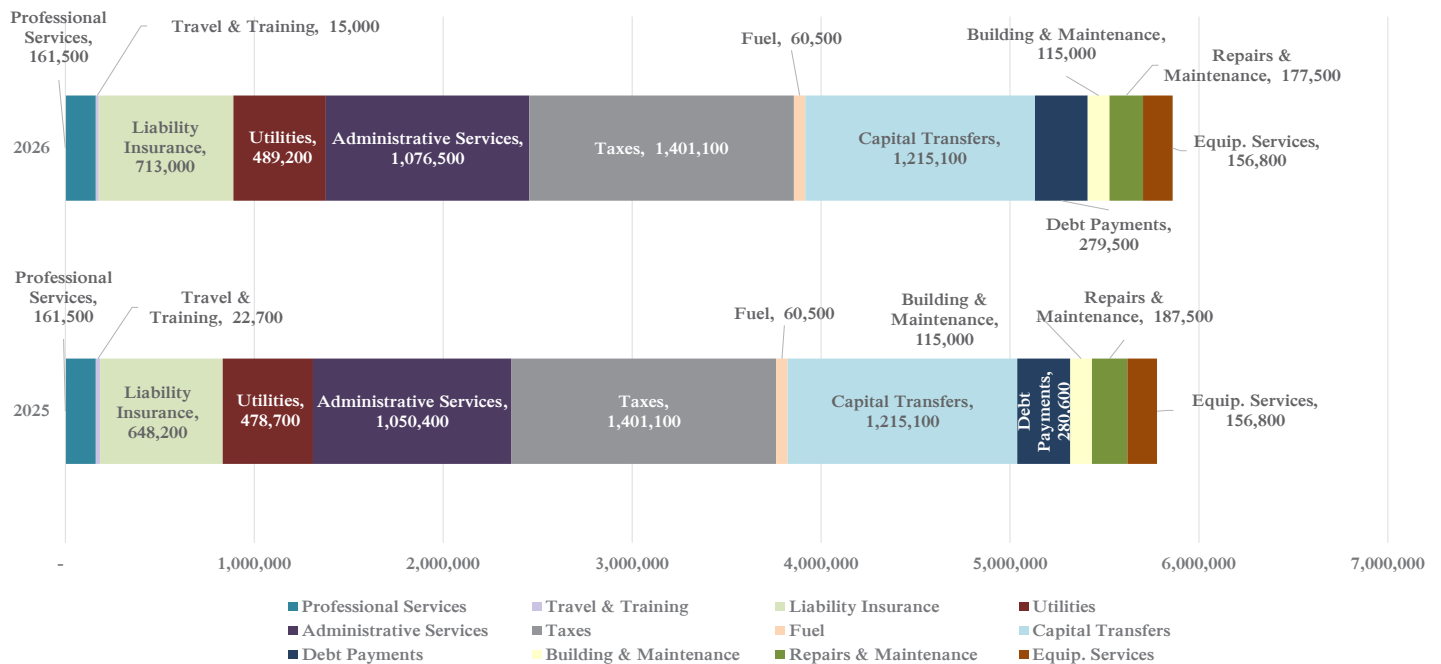 Professional
Services,
161,500
Travel & Training, 15,000
Fuel, 60,500
Building & Maintenance,
115,000
Repairs &
Maintenance, 177,500
2026
Liability
Insurance,
713,000
Utilities,
489,200
Administrative Services,
1,076,500
Taxes, 1,401,100
Capital Transfers,
1,215,100
Equip. Services,
156,800
Debt Payments,
279,500
Professional
Services,
161,500
Travel &
Training, 22,700
Fuel, 60,500
Building &
Maintenance,
115,000
Repairs &
Maintenance, 187,500
2025
Liability
Insurance,
648,200
Utilities,
478,700
Administrative Services,
1,050,400
Taxes,
1,401,100
Capital Transfers,
1,215,100
Debt
Payments,
280,600
Equip. Services,
156,800
- 1,000,000 2,000,000 3,000,000 4,000,000 5,000,000 6,000,000 7,000,000
Professional Services Travel & Training Liability Insurance Utilities
Administrative Services Taxes Fuel Capital Transfers
Debt Payments Building & Maintenance Repairs & Maintenance Equip. Services